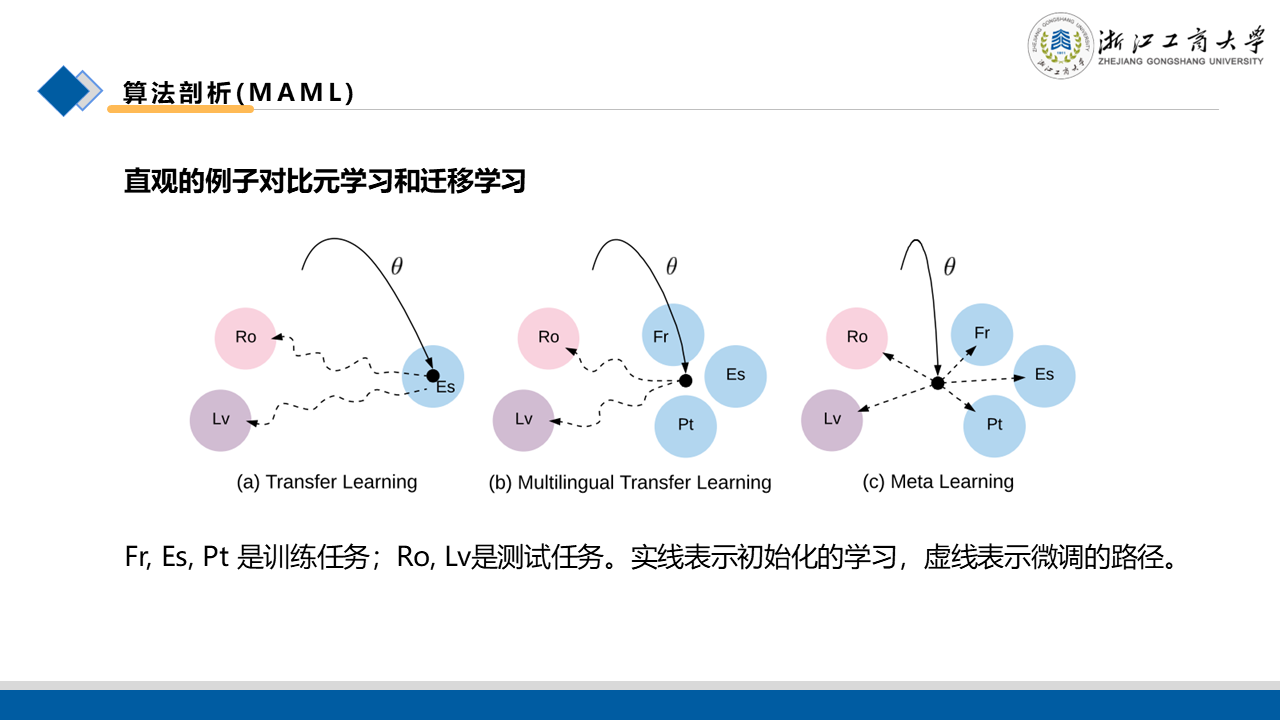 浙江工商大学
ZHEJIANG GONGSHANG UNIVERSITY
算法剖析(MAML)
直观的例子对比元学习和迁移学习
θ
Ro
Lv
Es
(a) Transfer Learning
θ
Ro
Lv
Fr
Es
Pt
(b) Multilingual Transfer Learning
θ
Ro
Lv
Fr
Es
Pt
(c) Meta Learning
Fr, Es, Pt 是训练任务；Ro, Lv是测试任务。实线表示初始化的学习，虚线表示微调的路径。